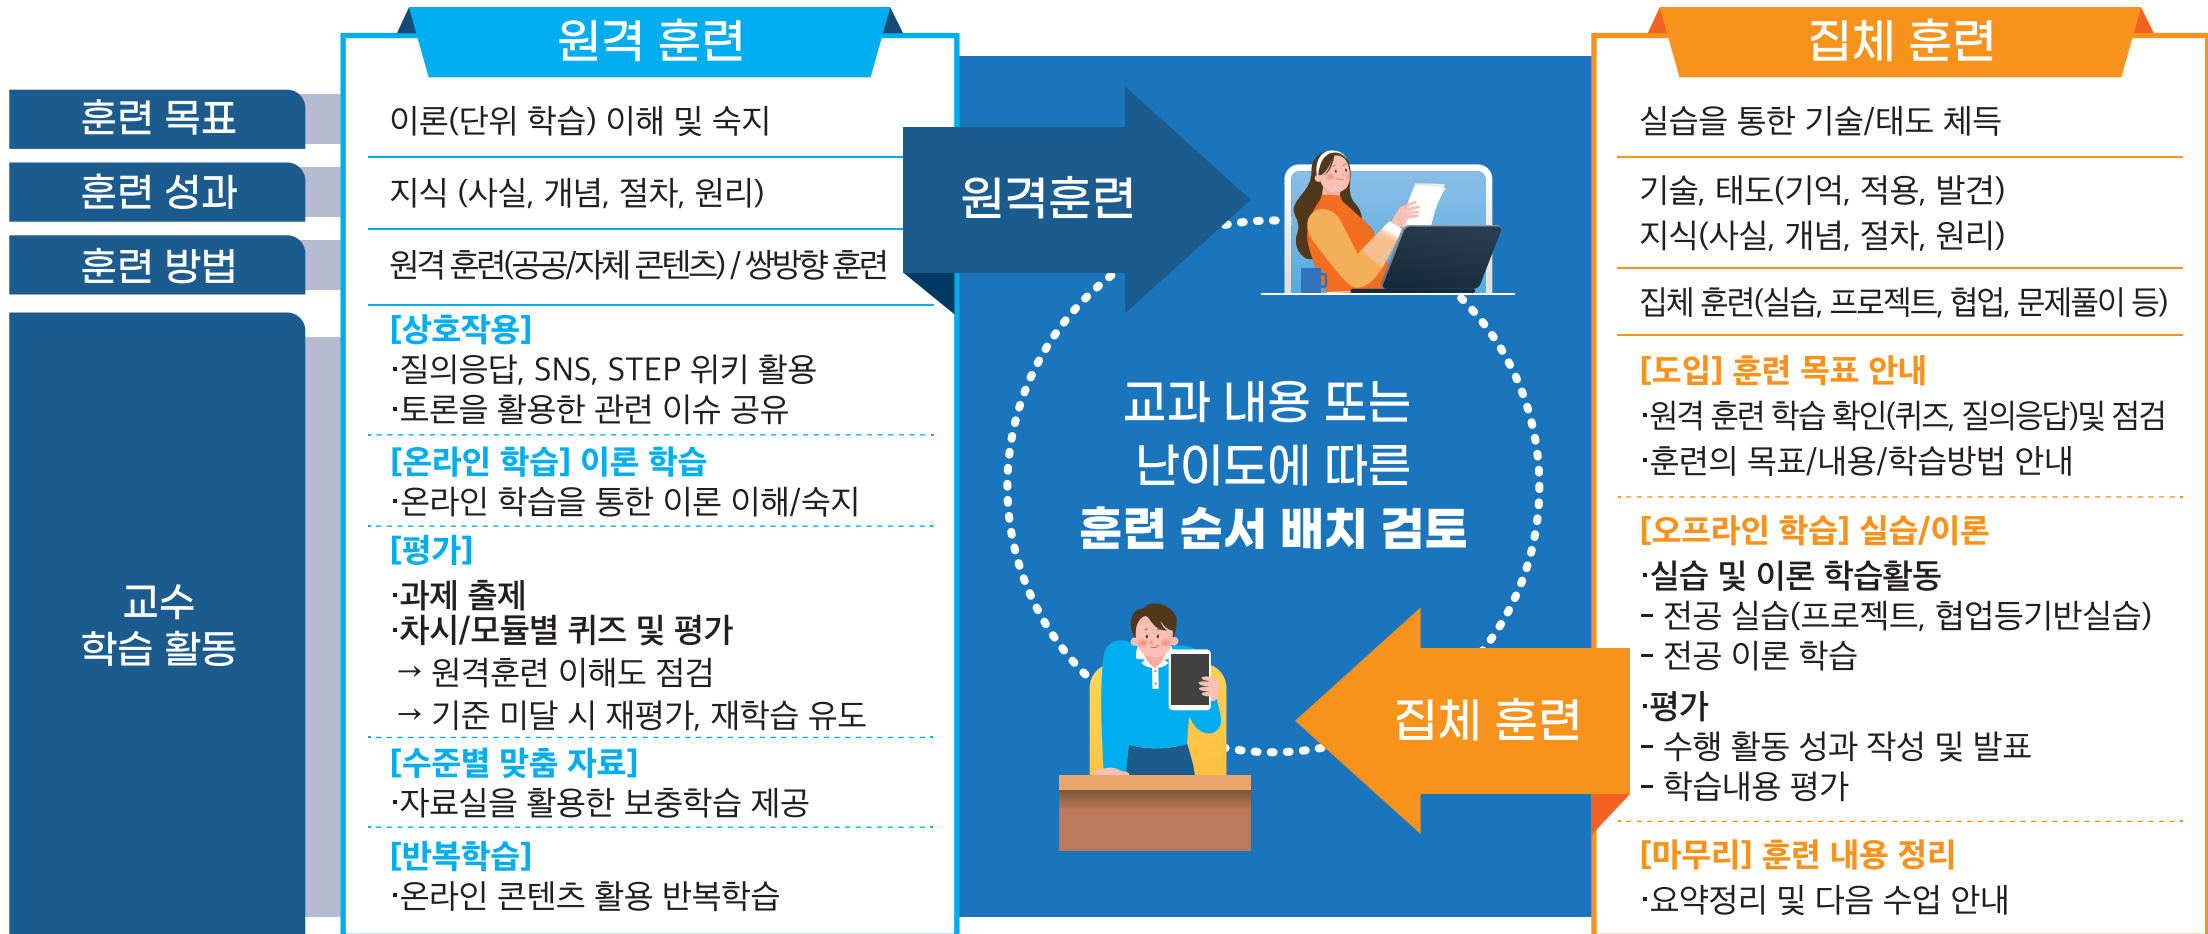 훈련 목표
훈련 성과
훈련 방법
교수
학습 활동
원격 훈련
이론(단위 학습) 이해 및 숙지
지식 (사실, 개념, 절차, 원리)
원격 훈련(공공/자체 콘텐츠) / 쌍방향 훈련
[상호작용]
·질의응답, SNS, STEP 위키 활용
·토론을 활용한 관련 이슈 공유
[온라인 학습] 이론 학습
·온라인 학습을 통한 이론 이해/숙지
[평가]
·과제 출제
·차시/모듈별 퀴즈 및 평가
→ 원격훈련 이해도 점검
→ 기준 미달 시 재평가, 재학습 유도
[수준별 맞춤 자료]
·자료실을 활용한 보충학습 제공
[반복학습]
·온라인 콘텐츠 활용 반복학습
원격훈련
교과 내용 또는
난이도에 따른
훈련 순서 배치 검토
집체 훈련
집체 훈련
실습을 통한 기술/태도 체득
기술, 태도(기억, 적용, 발견)
지식(사실, 개념, 절차, 원리)
집체 훈련(실습, 프로젝트, 협업, 문제풀이 등)
[도입] 훈련 목표 안내
·원격 훈련 학습 확인(퀴즈, 질의응답)및 점검
·훈련의 목표/내용/학습방법 안내
[오프라인 학습] 실습/이론
·실습 및 이론 학습활동
– 전공 실습(프로젝트, 협업등기반실습)
– 전공 이론 학습
·평가
– 수행 활동 성과 작성 및 발표
– 학습내용 평가
[마무리] 훈련 내용 정리
·요약정리 및 다음 수업 안내